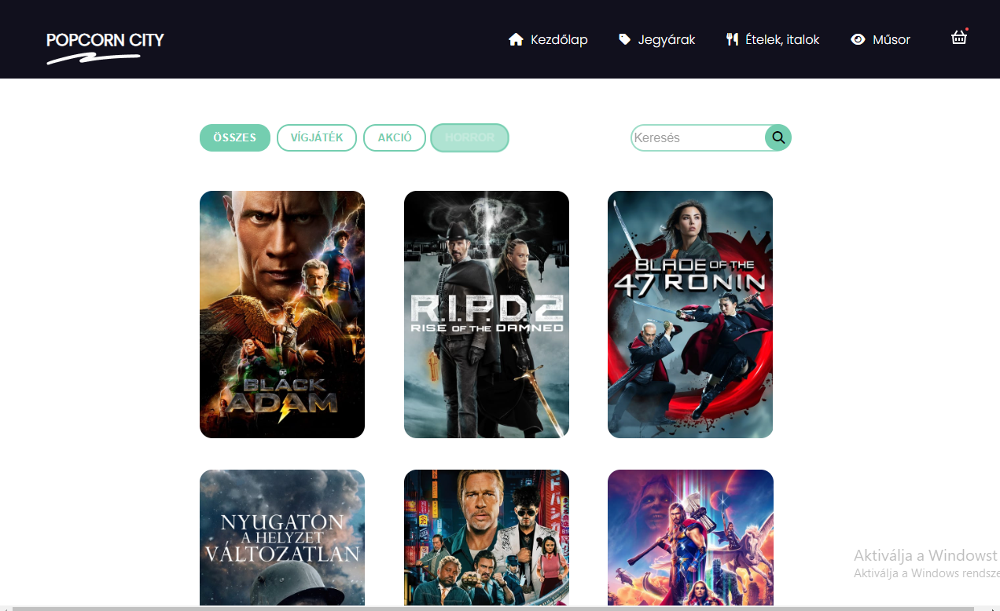 POPCORN CITY
Kezdőlap
Jegyárak
Ételek, italok
Műsor
ÖSSZES
VÍGJÁTÉK
AKCIÓ
HORROR
Keresés
BLACK
ADAM
R.I.P.D.2
RISE OF THE DAMNED
BLADE OF THE
47 RONIN
NYUGATON
A HELYZET
VÁLTOZATLAN
Aktiválja a Windowst
Aktiválja a Windows rendsze